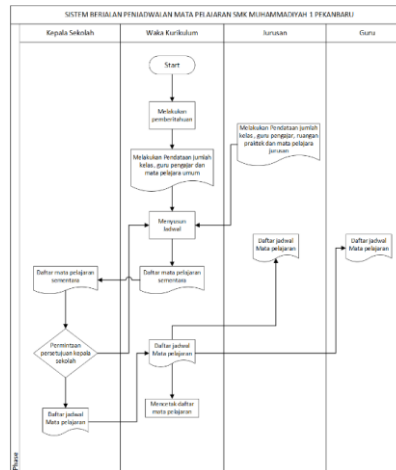 SISTEM BERJALAN PENJADWALAN MATA PELAJARAN SMK MUHAMMADIYAH 1 PEKANBARU
Kepala Sekolah
Waka Kurikulum
Jurusan
Guru
Start
Melakukan
pemberitahuan
Melakukan Pendataan jumlah
kelas , guru pengajar dan
mata pelajara umum
Melakukan Pendataan jumlah
kelas , guru pengajar, ruangan
praktek dan mata pelajara
jurusan
Menyusun
Jadwal
Daftar jadwal
Mata pelajaran
Daftar jadwal
Mata pelajaran
Daftar mata pelajaran
sementara
Daftar mata pelajaran
sementara
Permintaan
persetujuan kepala
sekolah
Daftar jadwal
Mata pelajaran
Daftar jadwal
Mata pelajaran
Mencetak daftar
mata pelajaran
Phase